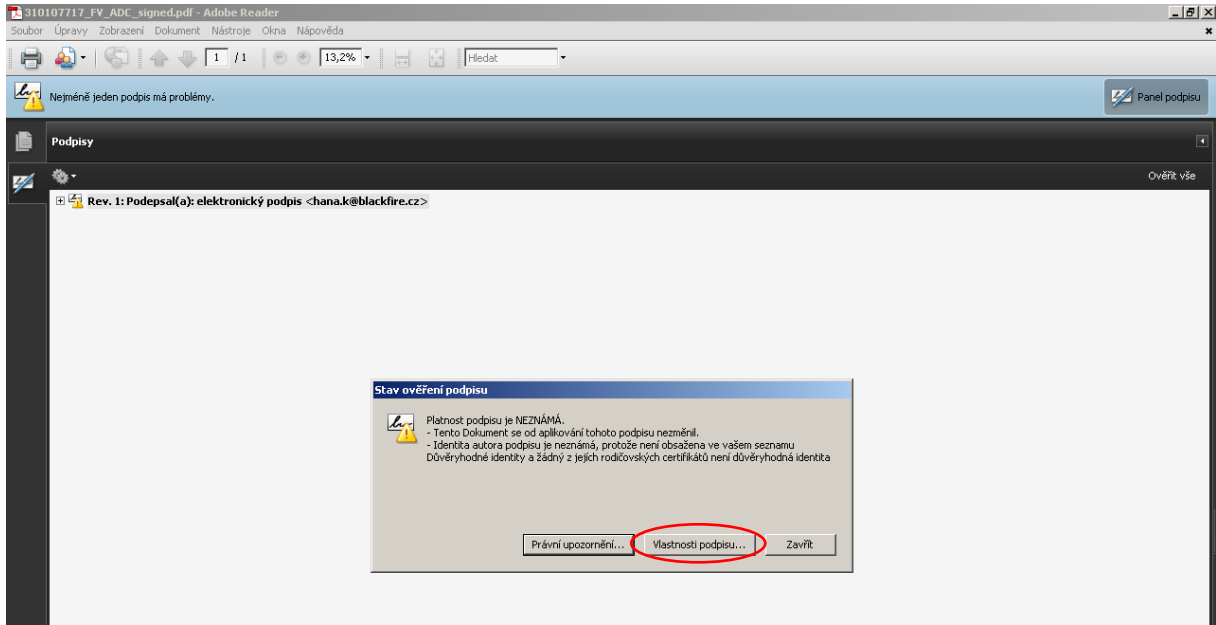 310107717_FV_ADC_signed.pdf - Adobe Reader
Soubor Úpravy Zobrazení Dokument Nástroje Okna Nápověda
1 /1 13,2% Hledat
Nejméně jeden podpis má problémy.
Panel podpisu
Podpisy
Ověřit vše
Rev. 1: Podepsal(a): elektronický podpis <hana.k@blackfire.cz>
Stav ověření podpisu
Platnost podpisu je NEZNÁMÁ.
- Tento Dokument se od aplikování tohoto podpisu nezměnil.
- Identita autora podpisu je neznámá, protože není obsažena ve vašem seznamu
Důvěryhodné identity a žádný z jejích rodičovských certifikátů není důvěryhodná identita
Právní upozornění... Vlastnosti podpisu... Zavřít